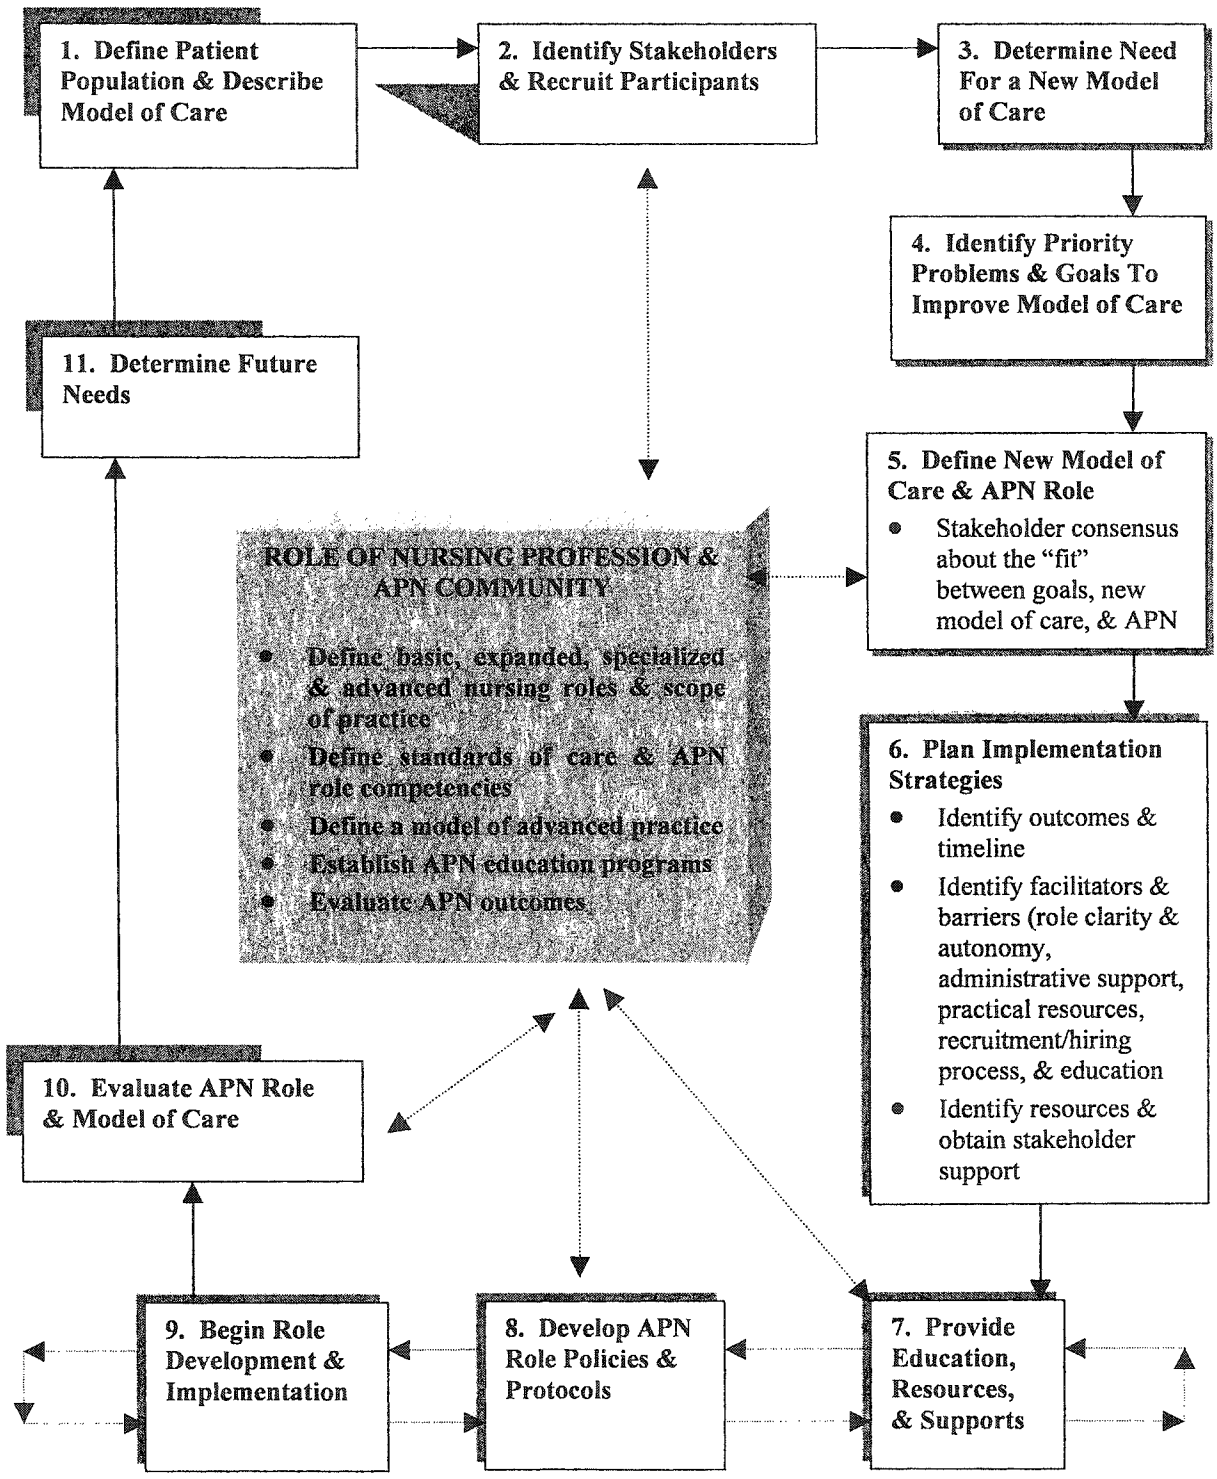 1. Define Patient
Population & Describe
Model of Care
2. Identify Stakeholders
& Recruit Participants
3. Determine Need
For a New Model
of Care
4. Identify Priority
Problems & Goals To
Improve Model of Care
11. Determine Future
Needs
5. Define New Model of
Care & APN Role
● Stakeholder consensus
about the “fit”
between goals, new
model of care, & APN
ROLE OF NURSING PROFESSION &
APN COMMUNITY
● Define basic, expanded, specialized
& advanced nursing roles & scope
of practice
● Define standards of care & APN
role competencies
● Define a model of advanced practice
● Establish APN education programs
● Evaluate APN outcomes
6. Plan Implementation
Strategies
● Identify outcomes &
timeline
● Identify facilitators &
barriers (role clarity &
autonomy,
administrative support,
practical resources,
recruitment/hiring
process, & education
● Identify resources &
obtain stakeholder
support
10. Evaluate APN Role
& Model of Care
9. Begin Role
Development &
Implementation
8. Develop APN
Role Policies &
Protocols
7. Provide
Education,
Resources,
& Supports